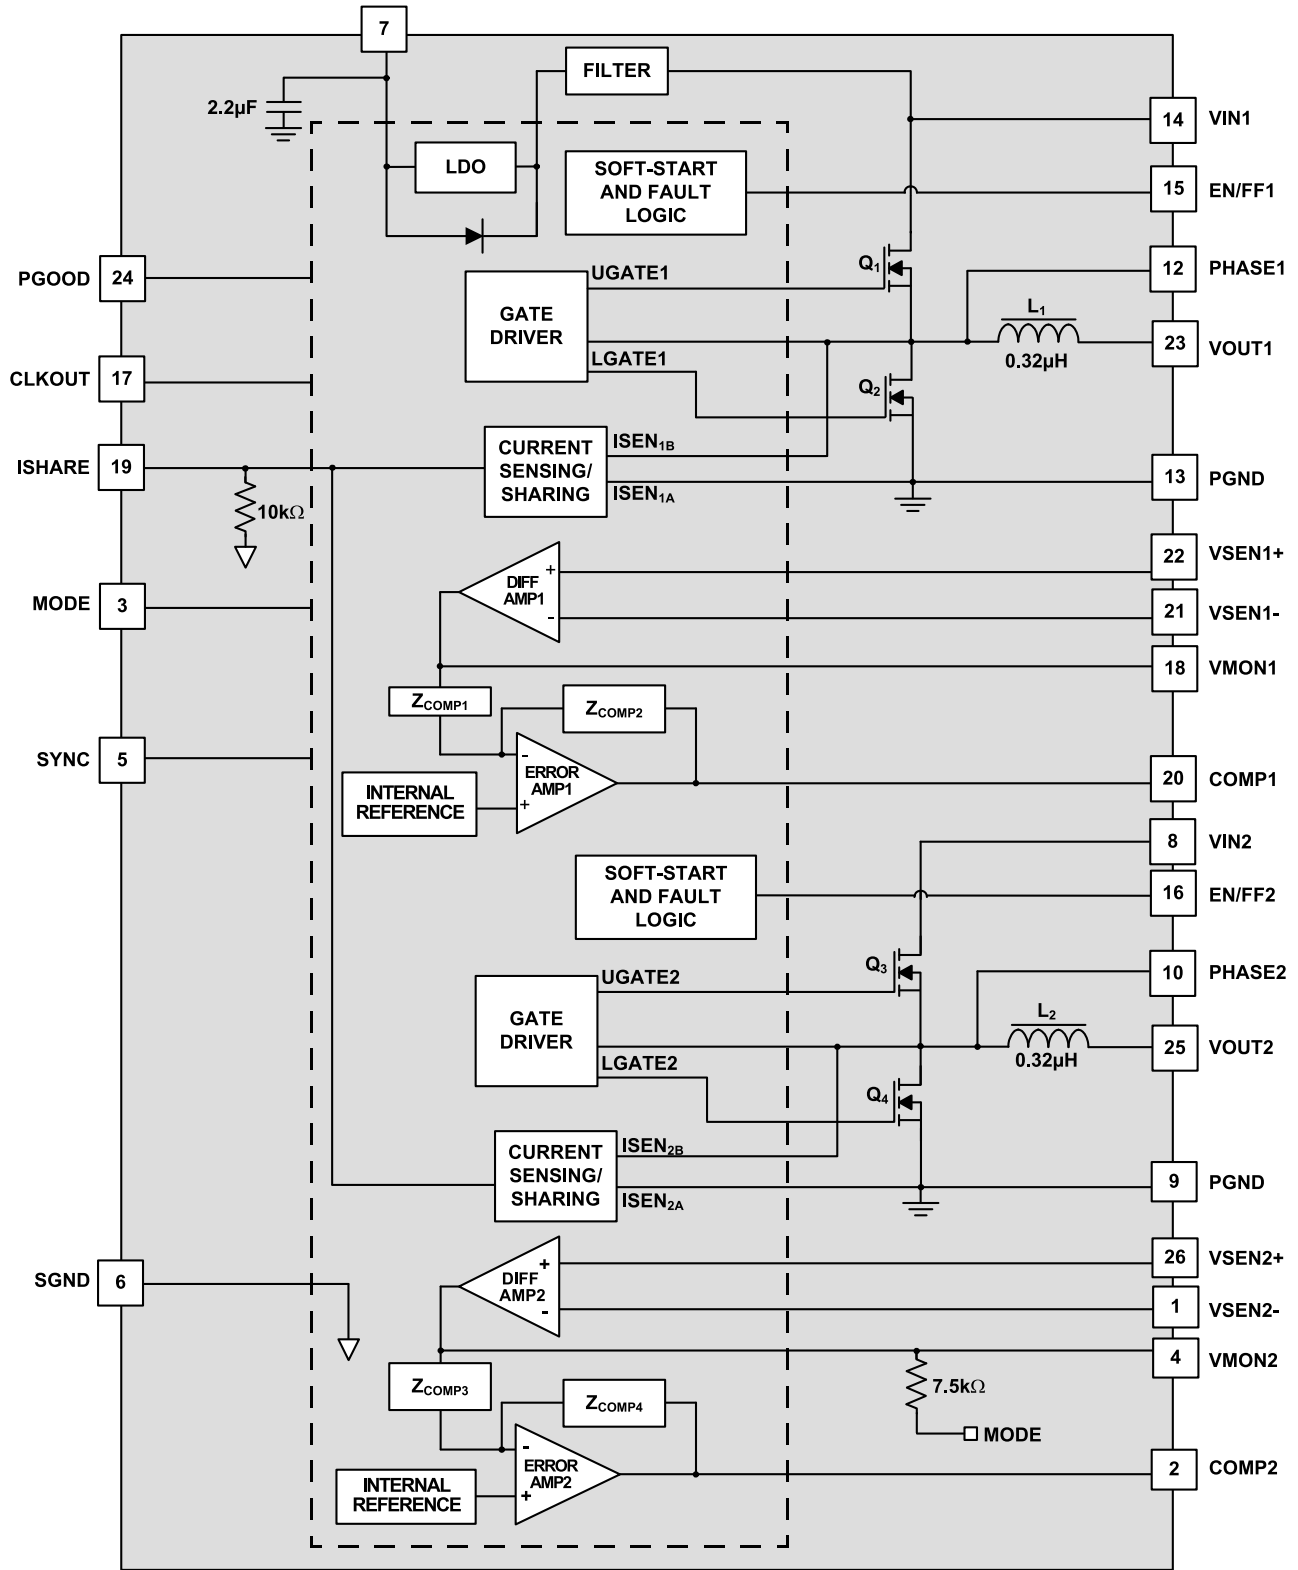 7
FILTER
2.2µF
14 VIN1
LDO
SOFT-START
AND FAULT
LOGIC
15 EN/FF1
PGOOD 24
UGATE1
Q1
12 PHASE1
GATE
DRIVER
L1
0.32µH
23 VOUT1
CLKOUT 17
LGATE1
Q2
ISHARE 19
10kΩ
CURRENT
SENSING/
SHARING
ISEN1B
ISEN1A
13 PGND
22 VSEN1+
DIFF
AMP1
+
-
MODE 3
21 VSEN1-
18 VMON1
ZCOMP1
ZCOMP2
SYNC 5
-
ERROR
AMP1
+
INTERNAL
REFERENCE
20 COMP1
8 VIN2
SOFT-START
AND FAULT
LOGIC
16 EN/FF2
UGATE2
Q3
10 PHASE2
GATE
DRIVER
L2
0.32µH
25 VOUT2
LGATE2
Q4
CURRENT
SENSING/
SHARING
ISEN2B
ISEN2A
9 PGND
26 VSEN2+
SGND 6
DIFF
AMP2
+
-
1 VSEN2-
4 VMON2
ZCOMP3
ZCOMP4
7.5kΩ
MODE
-
ERROR
AMP2
+
INTERNAL
REFERENCE
2 COMP2